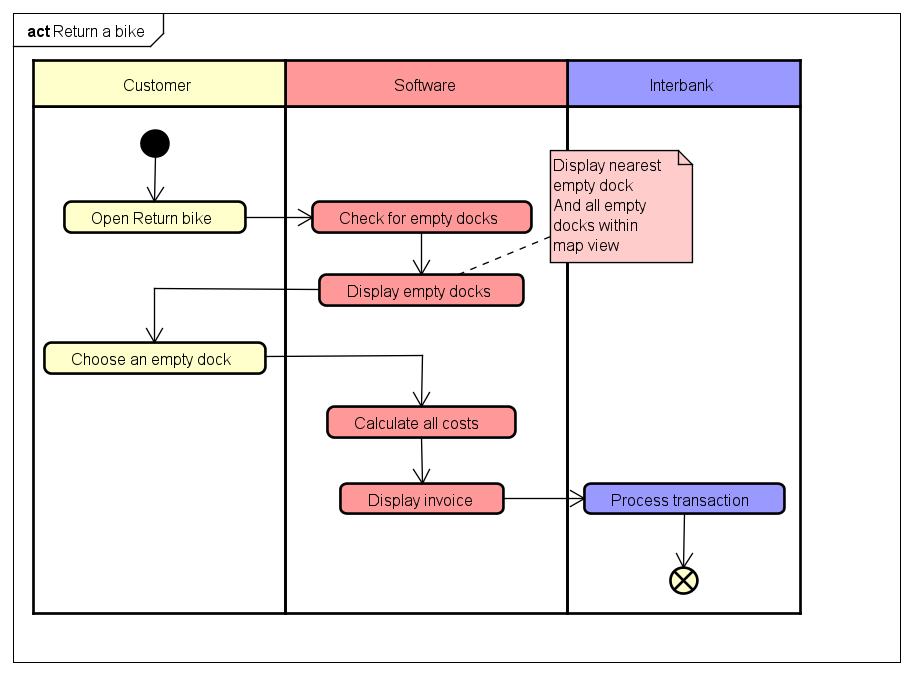 act Return a bike
Customer
Software
Interbank
Display nearest
empty dock
And all empty
docks within
map view
Open Return bike
Check for empty docks
Display empty docks
Choose an empty dock
Calculate all costs
Display invoice
Process transaction